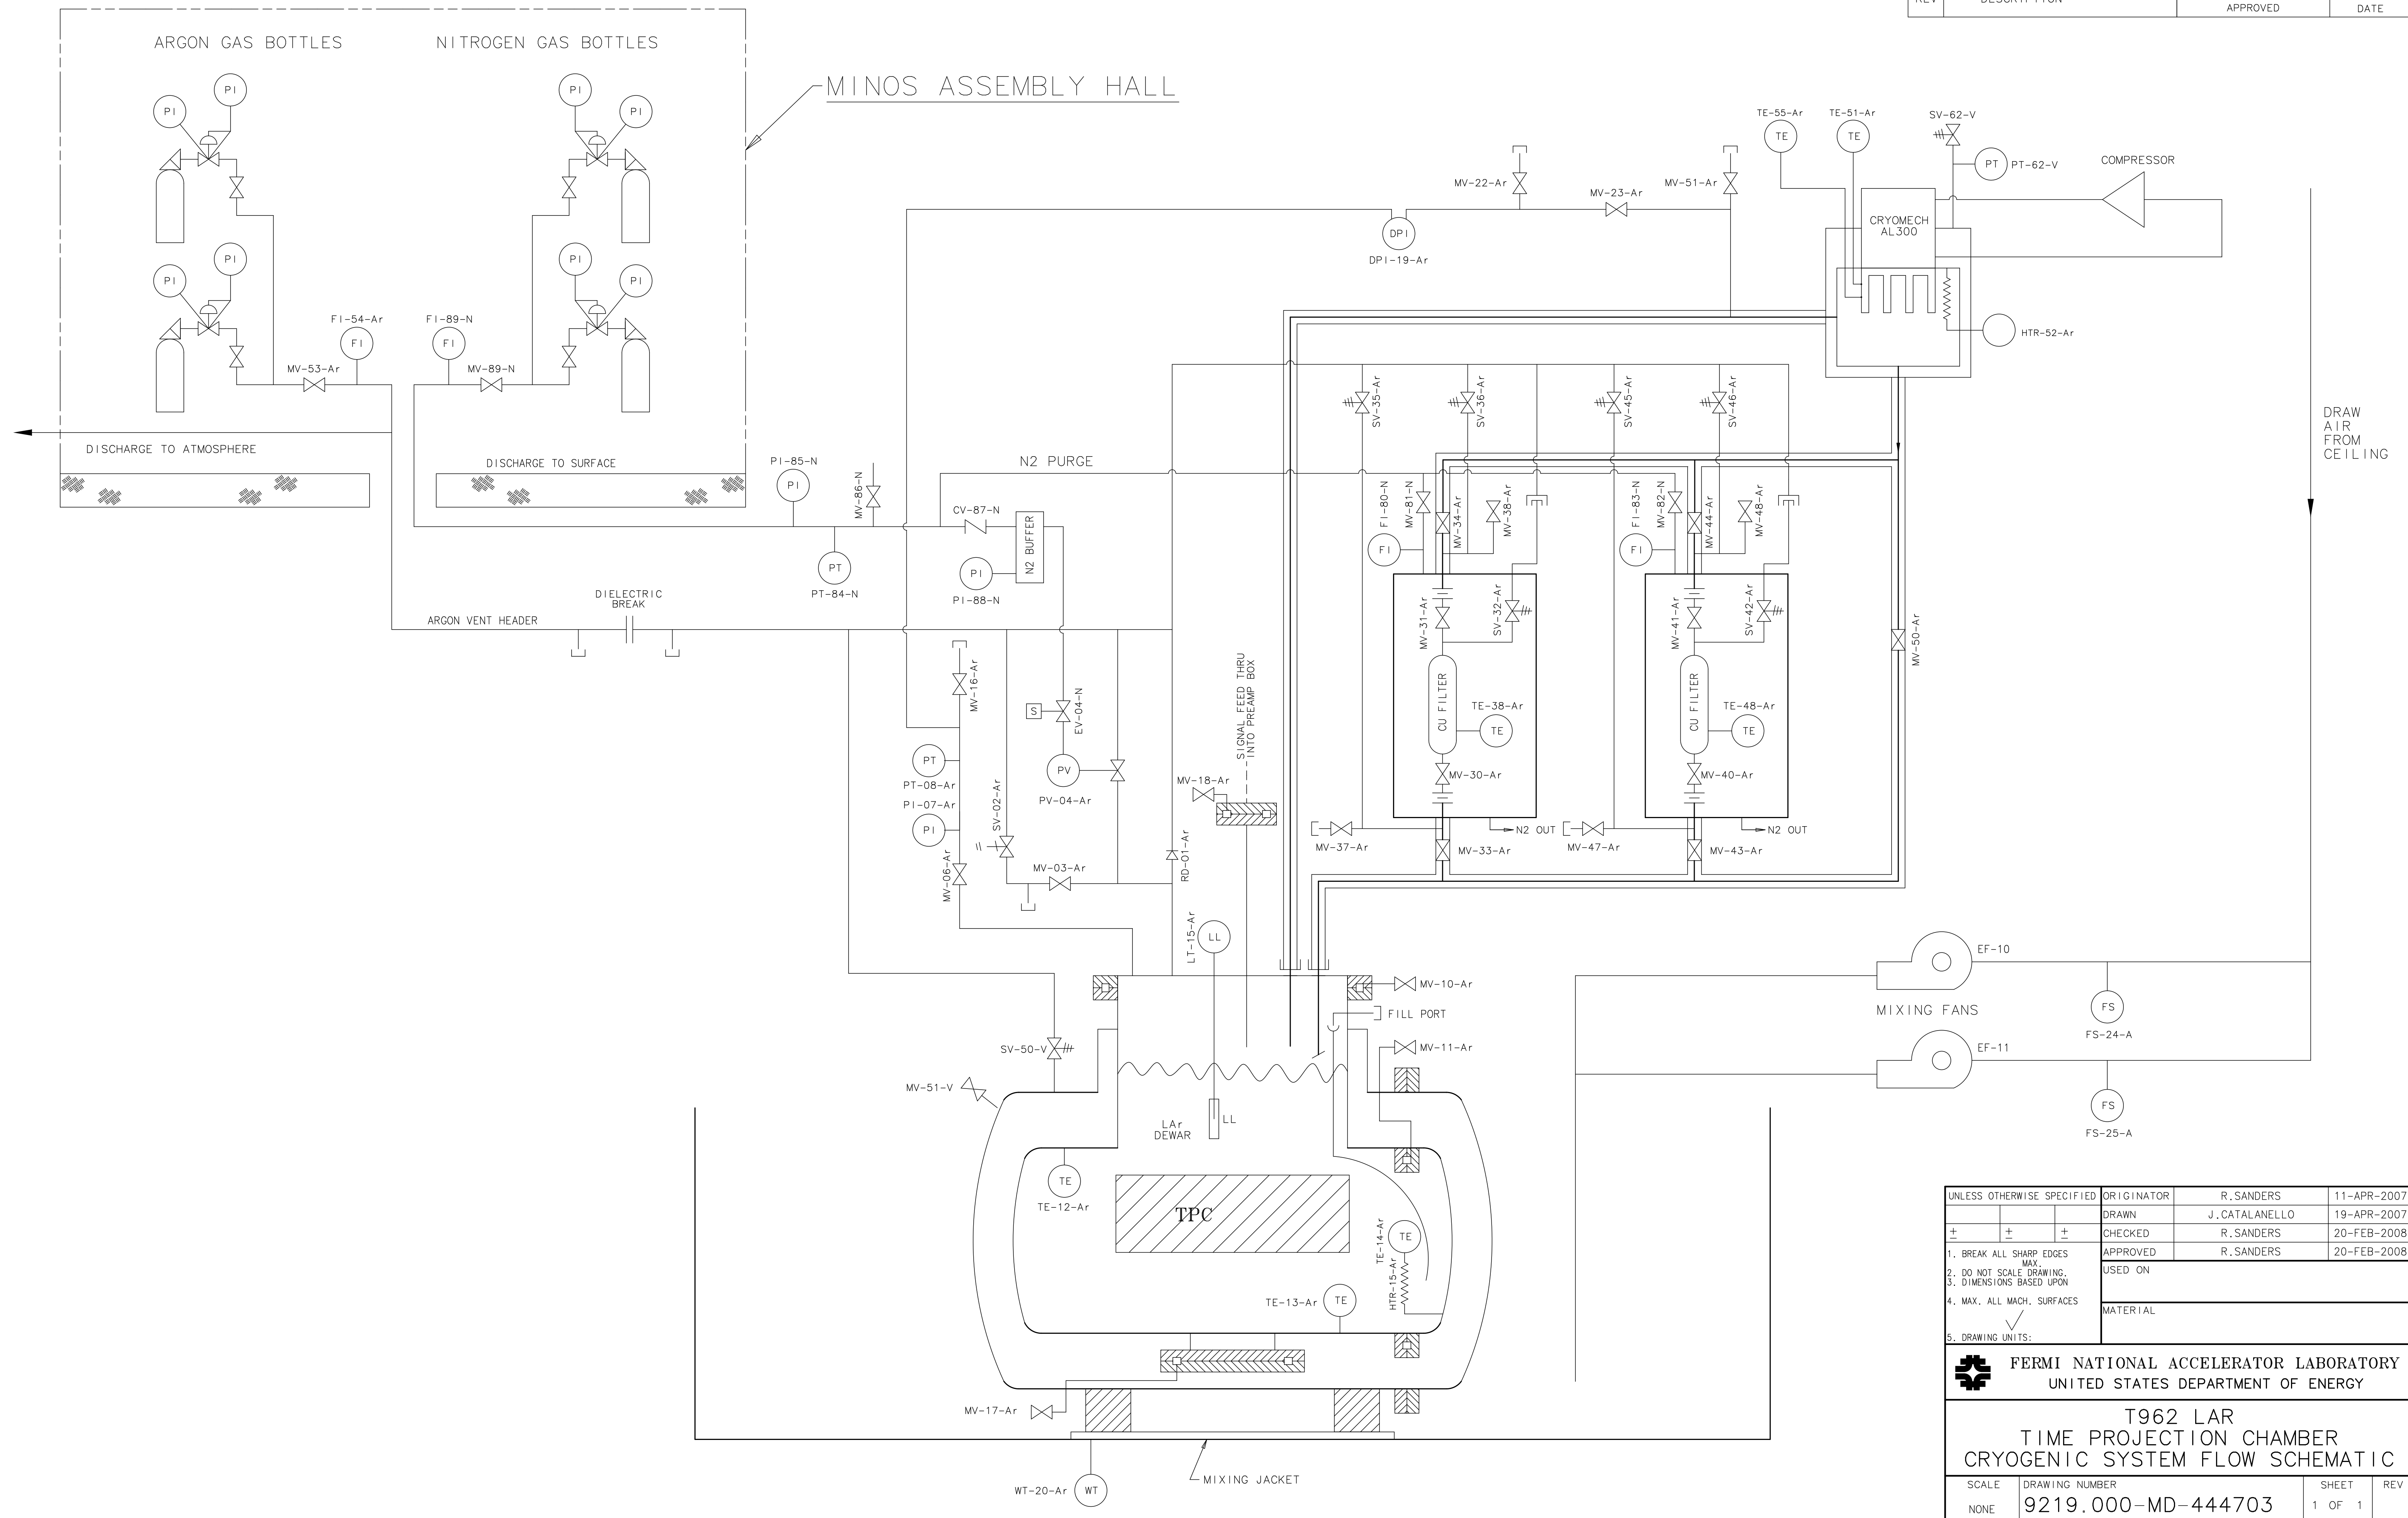 REV DESCRIPTION
APPROVED DATE
ARGON GAS BOTTLES
NITROGEN GAS BOTTLES
MINOS ASSEMBLY HALL
PI
PI
PI
PI
PI
PI
PI
PI
FI-54-Ar
FI
FI-89-N
FI
MV-53-Ar
MV-89-N
DISCHARGE TO ATMOSPHERE
DISCHARGE TO SURFACE
TE-55-Ar
TE
TE-51-Ar
TE
SV-62-V
PT
PT-62-V
COMPRESSOR
MV-22-Ar
MV-23-Ar
MV-51-Ar
DPI
DPI-19-Ar
CRYOMECH
AL300
HTR-52-Ar
DRAW
AIR
FROM
CEILING
SV-35-Ar
SV-36-Ar
SV-45-Ar
SV-46-Ar
N2 PURGE
PI-85-N
PI
MV-86-N
CV-87-N
N2 BUFFER
PT
PT-84-N
PI
PI-88-N
FI-80-N
MV-81-N
MV-34-Ar
MV-38-Ar
FI
FI-83-N
MV-82-N
MV-44-Ar
MV-48-Ar
FI
DIELECTRIC
BREAK
ARGON VENT HEADER
MV-31-Ar
SV-32-Ar
CU FILTER
TE-38-Ar
TE
MV-30-Ar
MV-41-Ar
SV-42-Ar
CU FILTER
TE-48-Ar
TE
MV-40-Ar
MV-50-Ar
MV-16-Ar
S
EV-04-N
PV
PV-04-Ar
PT
PT-08-Ar
PI-07-Ar
PI
SV-02-Ar
MV-06-Ar
MV-03-Ar
RD-01-Ar
MV-18-Ar
SIGNAL FEED THRU
INTO PREAMP BOX
N2 OUT
N2 OUT
MV-37-Ar
MV-33-Ar
MV-47-Ar
MV-43-Ar
LT-15-Ar
LL
MV-10-Ar
FILL PORT
MV-11-Ar
SV-50-V
MV-51-V
LL
LAr
DEWAR
TE
TE-12-Ar
TPC
TE-14-Ar
TE
HTR-15-Ar
TE-13-Ar
TE
MV-17-Ar
MIXING JACKET
WT-20-Ar
WT
EF-10
MIXING FANS
FS
FS-24-A
EF-11
FS
FS-25-A
UNLESS OTHERWISE SPECIFIED
ORIGINATOR R.SANDERS 11-APR-2007
DRAWN J.CATALANELLO 19-APR-2007
± ± ±
CHECKED R.SANDERS 20-FEB-2008
APPROVED R.SANDERS 20-FEB-2008
1. BREAK ALL SHARP EDGES
MAX.
2. DO NOT SCALE DRAWING.
3. DIMENSIONS BASED UPON
4. MAX. ALL MACH. SURFACES
5. DRAWING UNITS:
USED ON
MATERIAL
FERMI NATIONAL ACCELERATOR LABORATORY
UNITED STATES DEPARTMENT OF ENERGY
T962 LAR
TIME PROJECTION CHAMBER
CRYOGENIC SYSTEM FLOW SCHEMATIC
SCALE DRAWING NUMBER SHEET REV
NONE 9219.000-MD-444703 1 OF 1